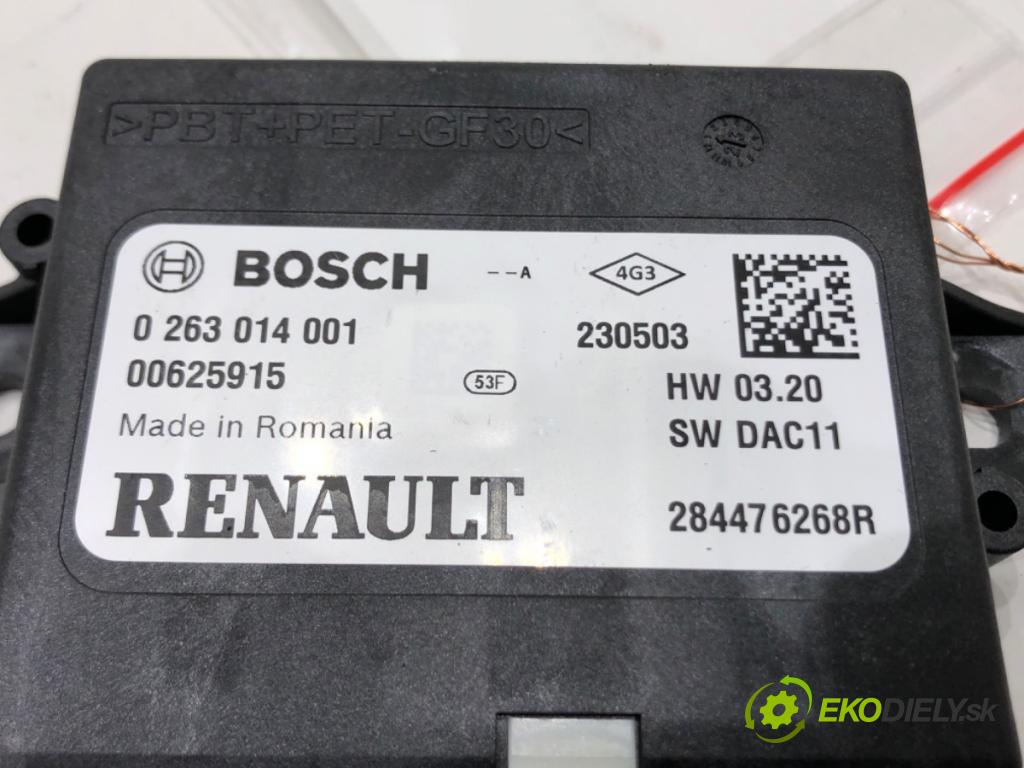 >PBT+PET-GF30<
BOSCH --A 4G3
0 263 014 001 230503
00625915 53F HW 03.20
Made in Romania SW DAC11
RENAULT 284476268R
EKODIELY.sk